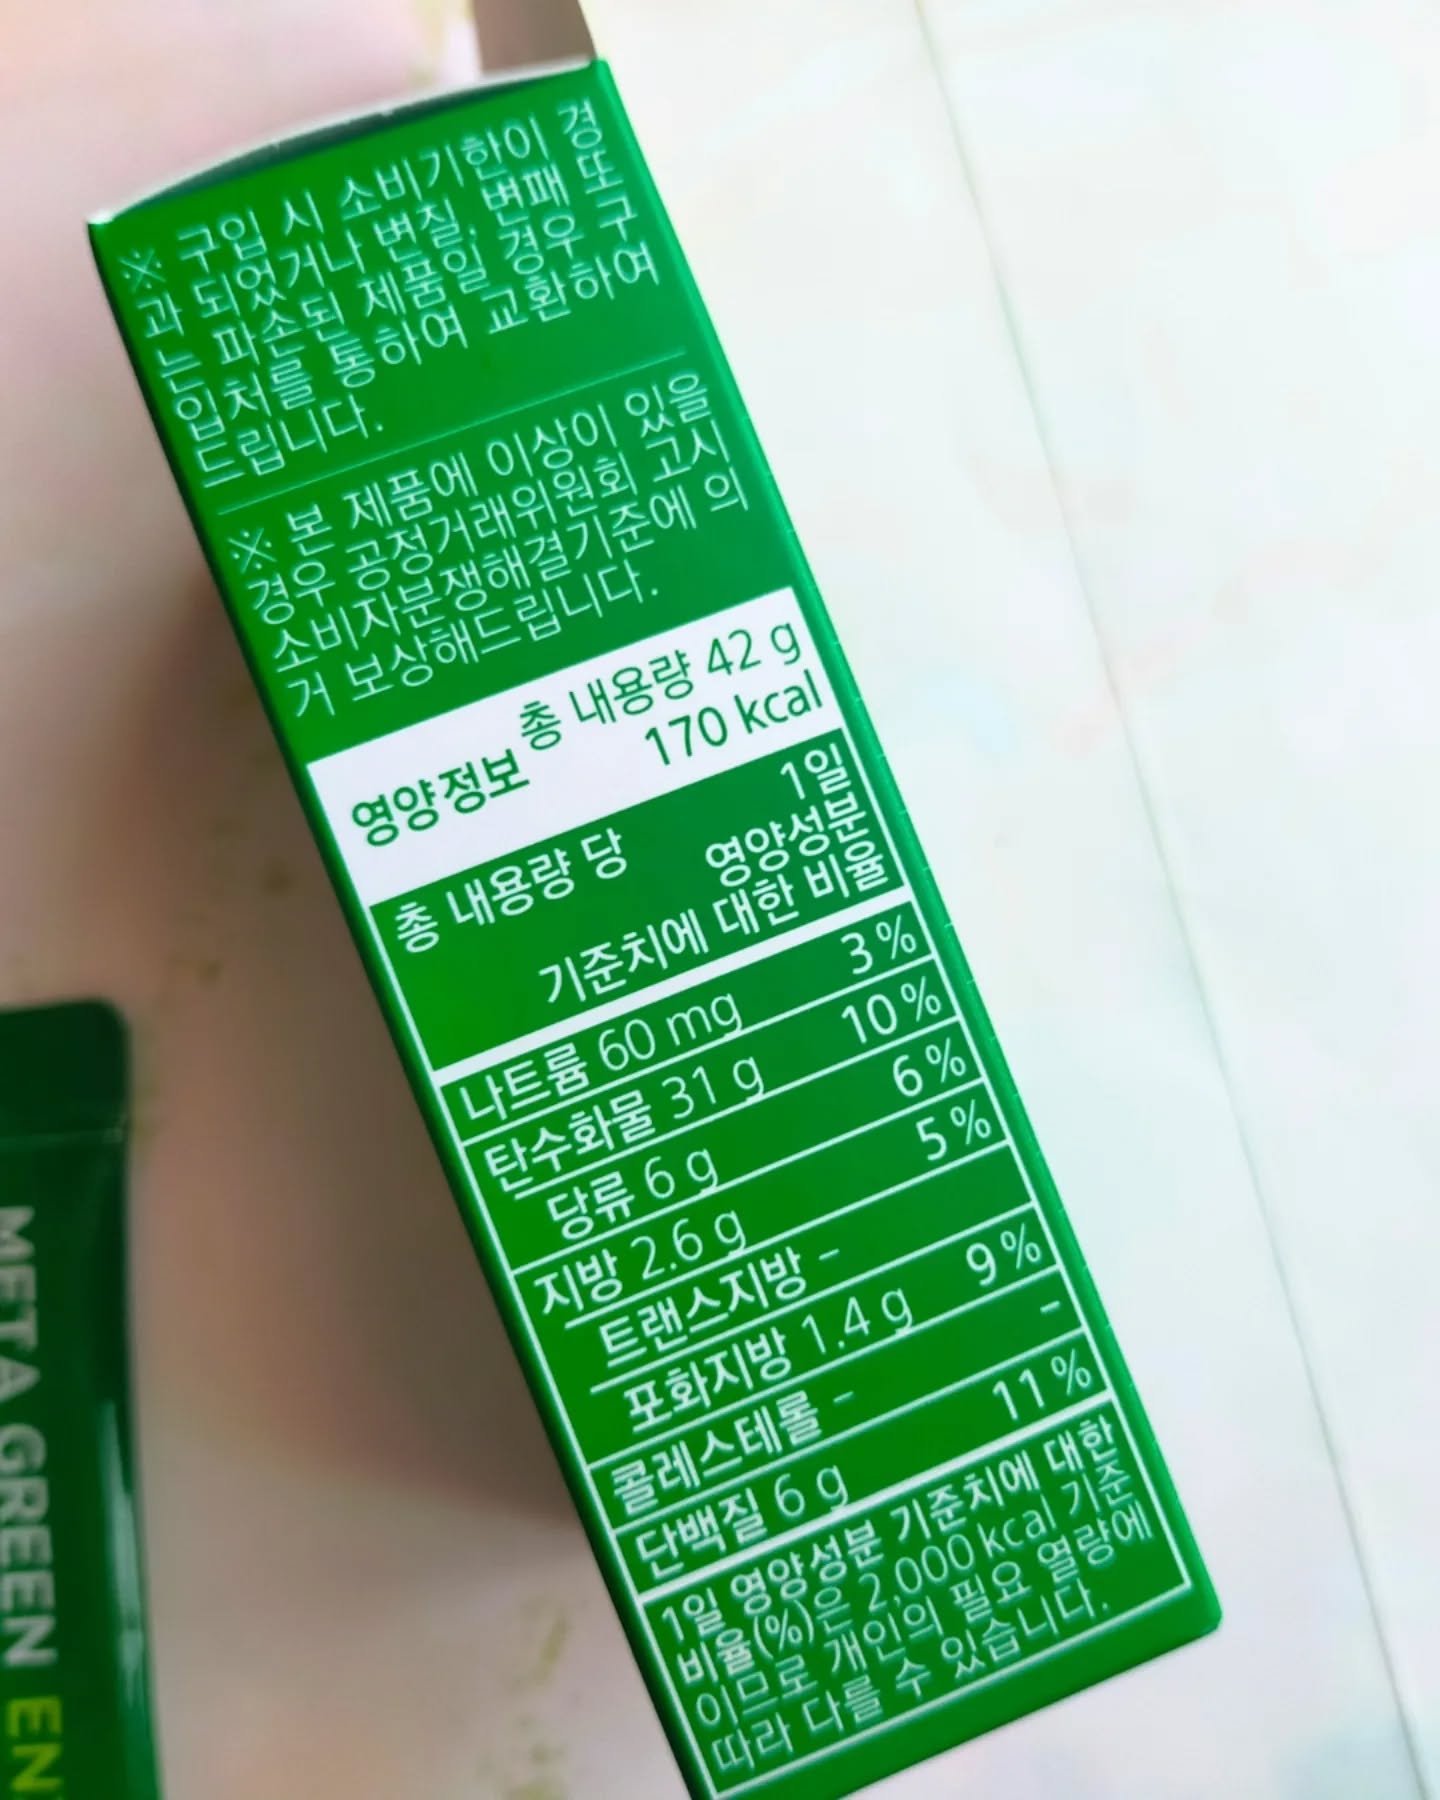 ※ 구입 시 소비기한이 경
과 되었거나 변질, 변패 또
는 파손된 제품일 경우 구
입처를 통하여 교환하여
드립니다.
※ 본 제품에 이상이 있을
경우 공정거래위원회 고시
소비자분쟁해결기준에 의
거 보상해드립니다.
영양정보 총 내용량 42 g
170 kcal
총 내용량 당 1일
영양성분
기준치에 대한 비율
나트륨 60 mg 3 %
탄수화물 31 g 10 %
당류 6 g 6 %
지방 2.6 g 5 %
트랜스지방 -
포화지방 1.4 g 9 %
콜레스테롤 - -
단백질 6 g 11 %
1일 영양성분 기준치에 대한
비율(%)은 2,000 kcal 기준
이므로 개인의 필요 열량에
따라 다를 수 있습니다.
META GREEN